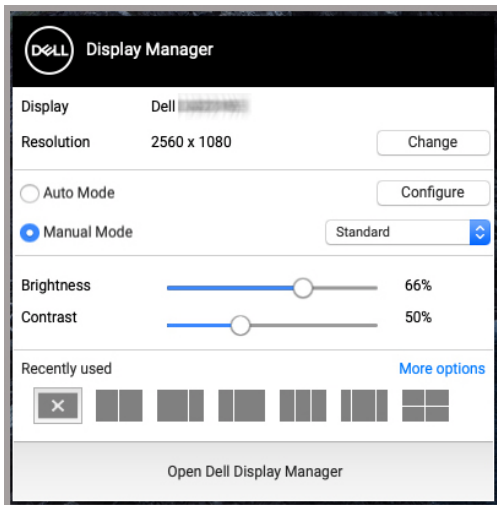 DELL Display Manager
Display Dell
Resolution 2560 x 1080 Change
Auto Mode Configure
Manual Mode Standard
Brightness 66%
Contrast 50%
Recently used More options
Open Dell Display Manager